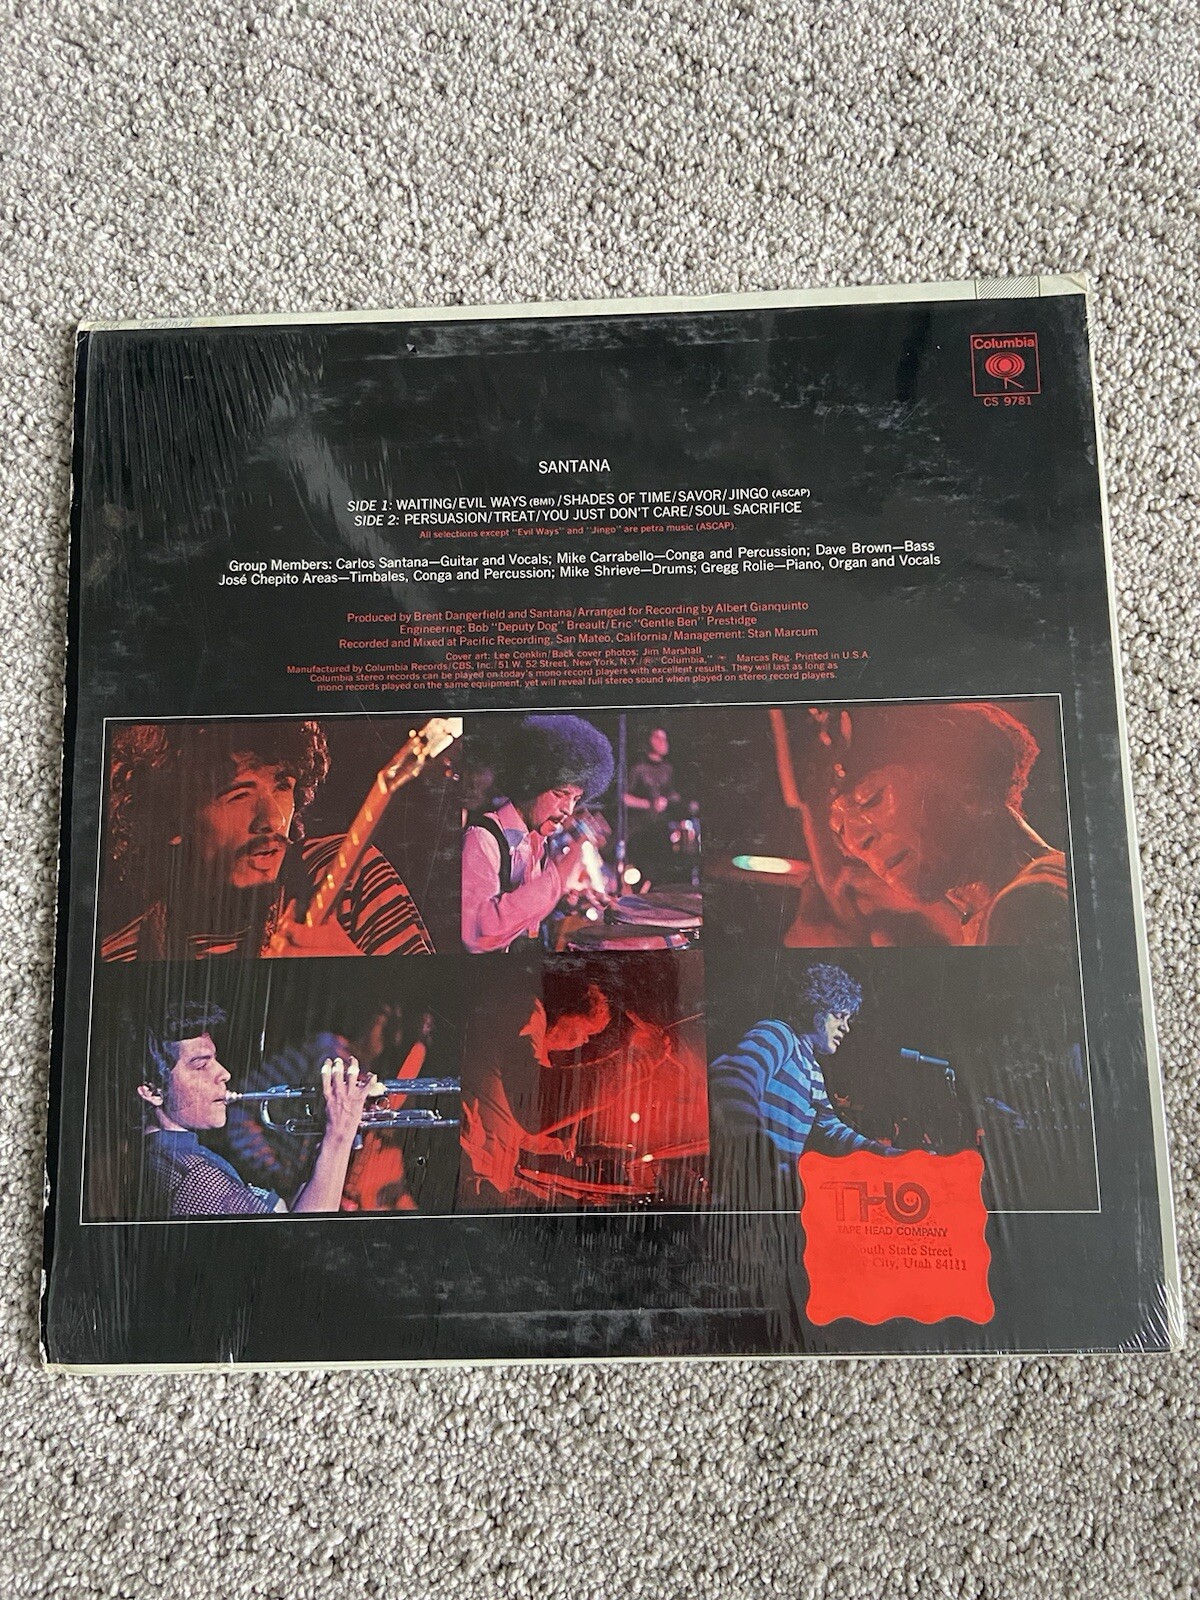 Columbia
CS 9781
SANTANA
SIDE 1: WAITING/EVIL WAYS (BMI)/SHADES OF TIME/SAVOR/JINGO (ASCAP)
SIDE 2: PERSUASION/TREAT/YOU JUST DON'T CARE/SOUL SACRIFICE
All selections except "Evil Ways" and "Jingo" are petra music (ASCAP).
Group Members: Carlos Santana—Guitar and Vocals; Mike Carrabello—Conga and Percussion; Dave Brown—Bass
José Chepito Areas—Timbales, Conga and Percussion; Mike Shrieve—Drums; Gregg Rolie—Piano, Organ and Vocals
Produced by Brent Dangerfield and Santana/Arranged for Recording by Albert Gianquinto
Engineering: Bob "Deputy Dog" Breault/Eric "Gentle Ben" Prestidge
Recorded and Mixed at Pacific Recording, San Mateo, California/Management: Stan Marcum
Cover art: Lee Conklin/Back cover photos: Jim Marshall
Manufactured by Columbia Records/CBS, Inc./51 W. 52 Street, New York, N.Y./® "Columbia," Marcas Reg. Printed in U.S.A.
Columbia stereo records can be played on today's mono record players with excellent results. They will last as long as
mono records played on the same equipment, yet will reveal full stereo sound when played on stereo record players.
THC
TAPE HEAD COMPANY
outh State Street
City, Utah 84111